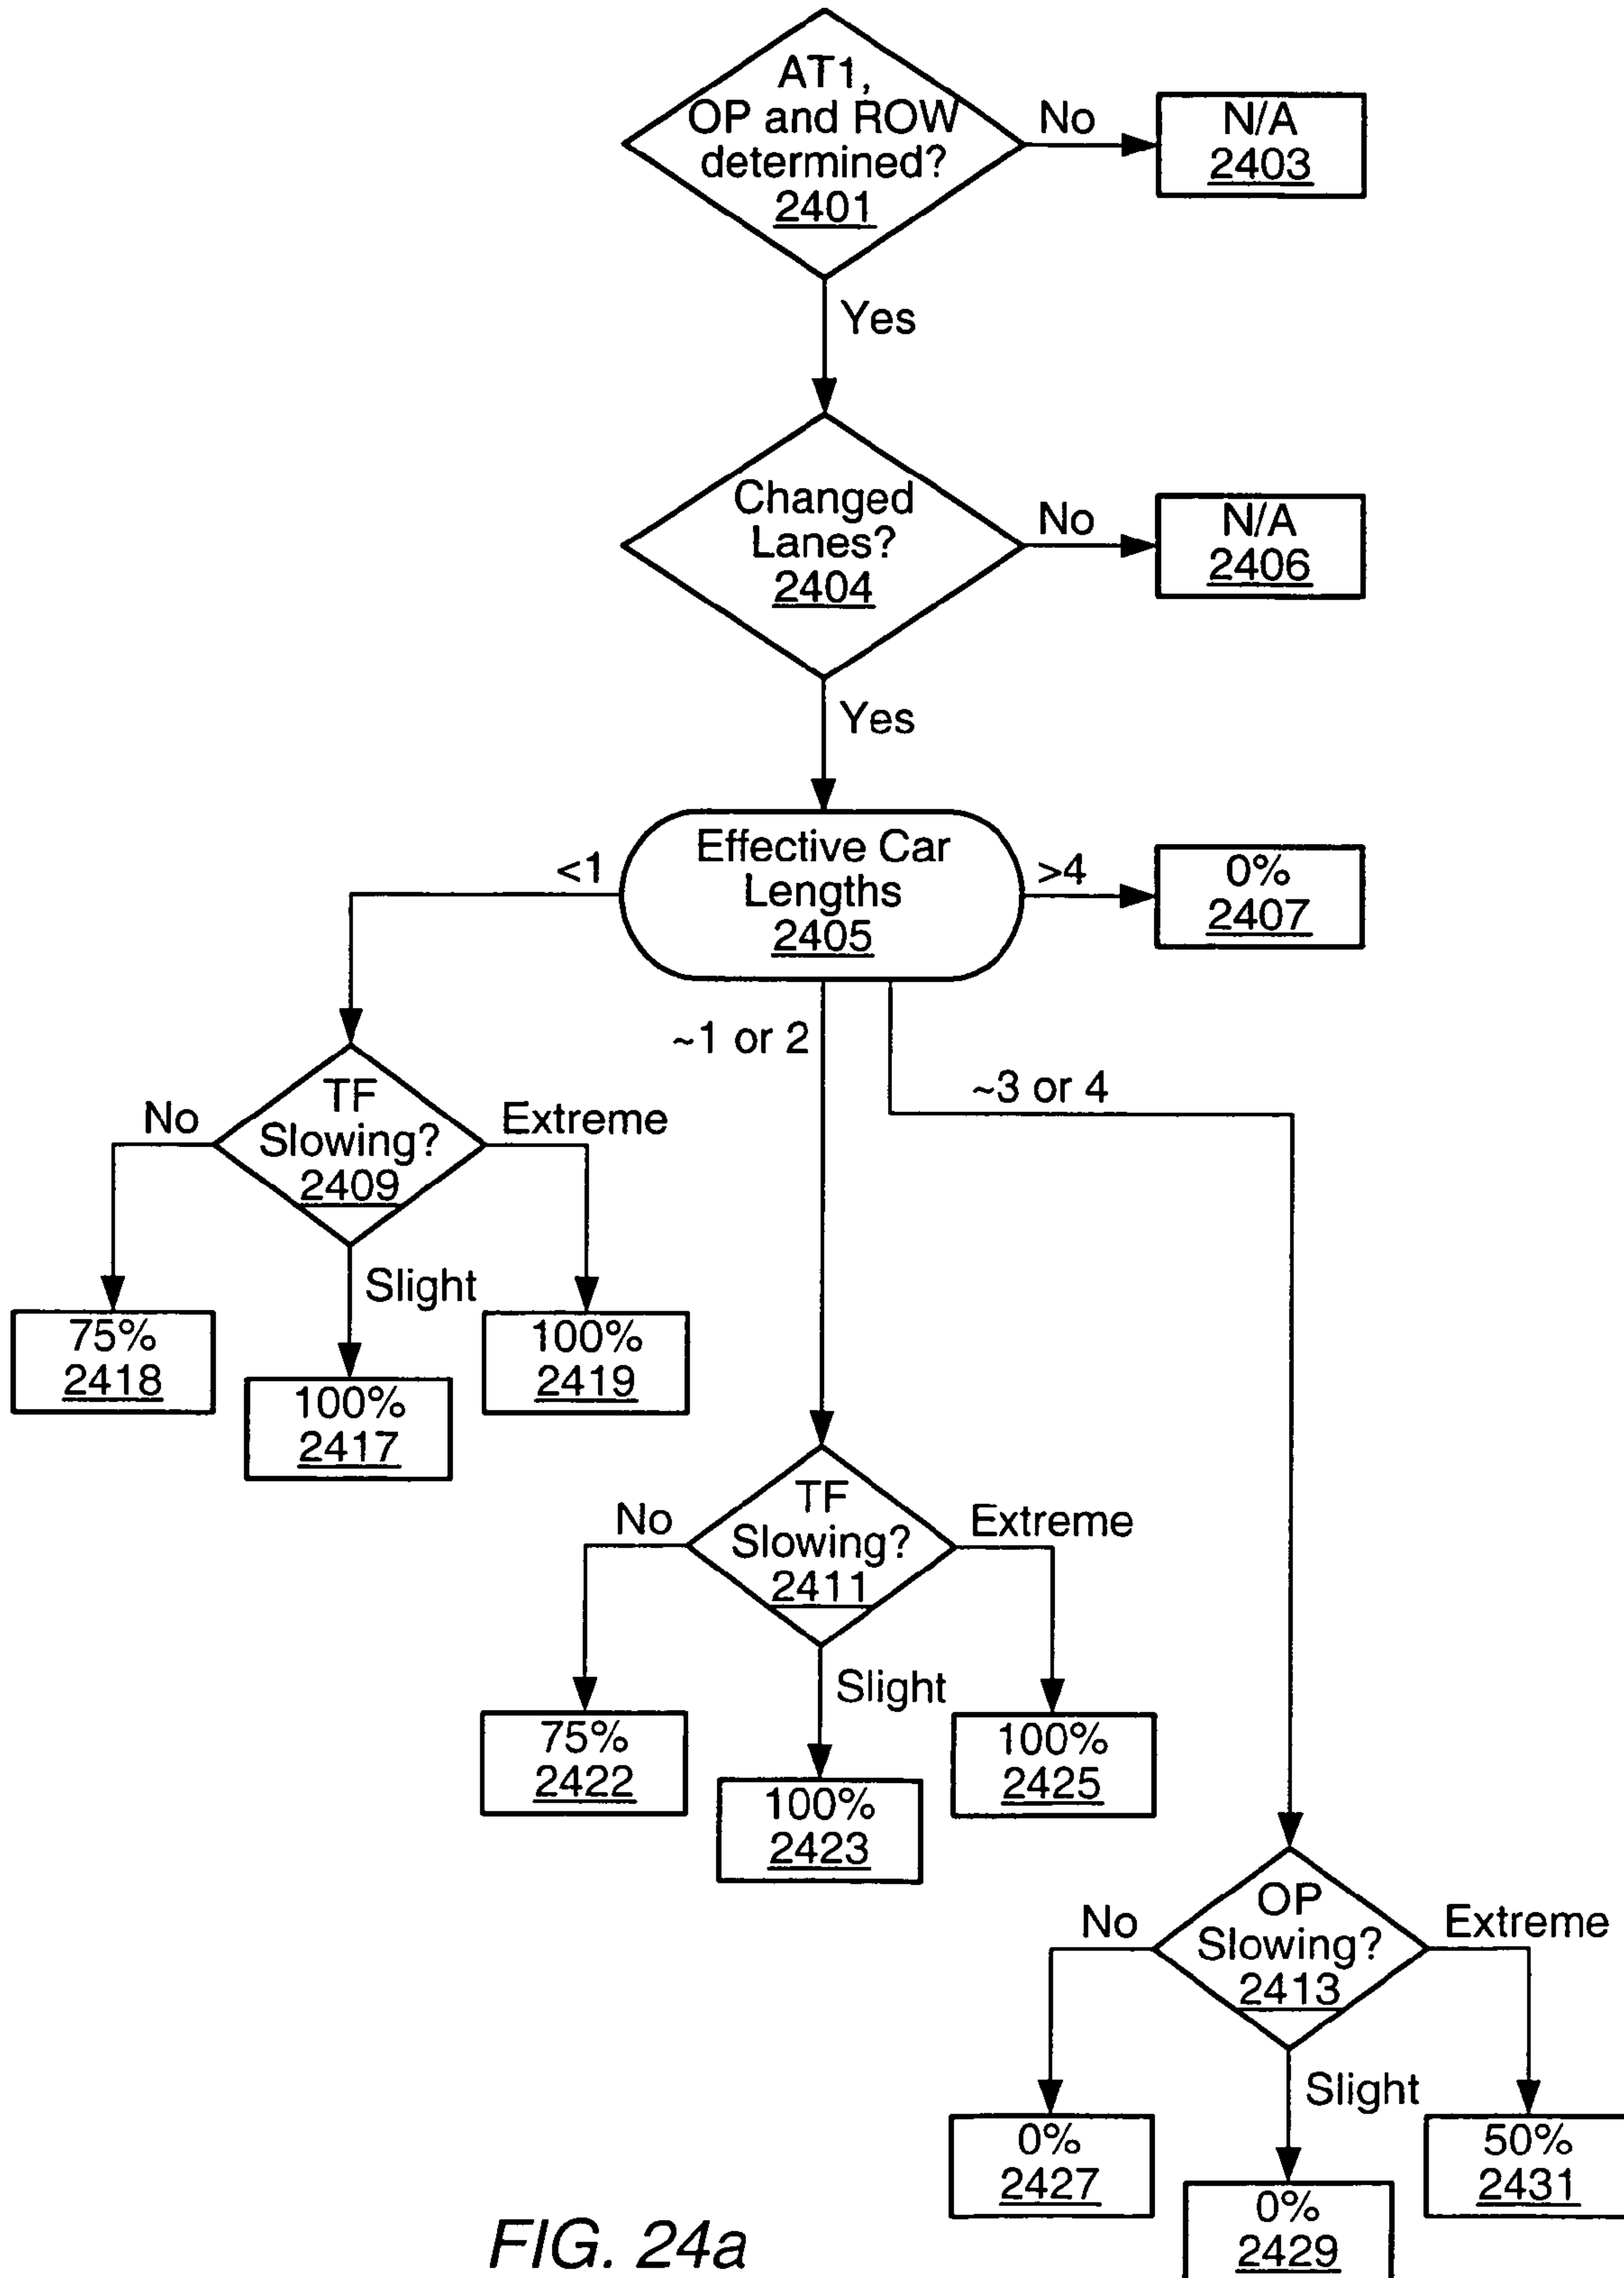 AT1,
OP and ROW
determined?
2401
No
N/A
2403
Yes
Changed
Lanes?
2404
No
N/A
2406
Yes
Effective Car
Lengths
2405
<1
>4
0%
2407
~1 or 2
~3 or 4
TF
Slowing?
2409
No
Extreme
Slight
75%
2418
100%
2417
100%
2419
TF
Slowing?
2411
No
Extreme
Slight
75%
2422
100%
2423
100%
2425
OP
Slowing?
2413
No
Extreme
Slight
0%
2427
0%
2429
50%
2431
FIG. 24a